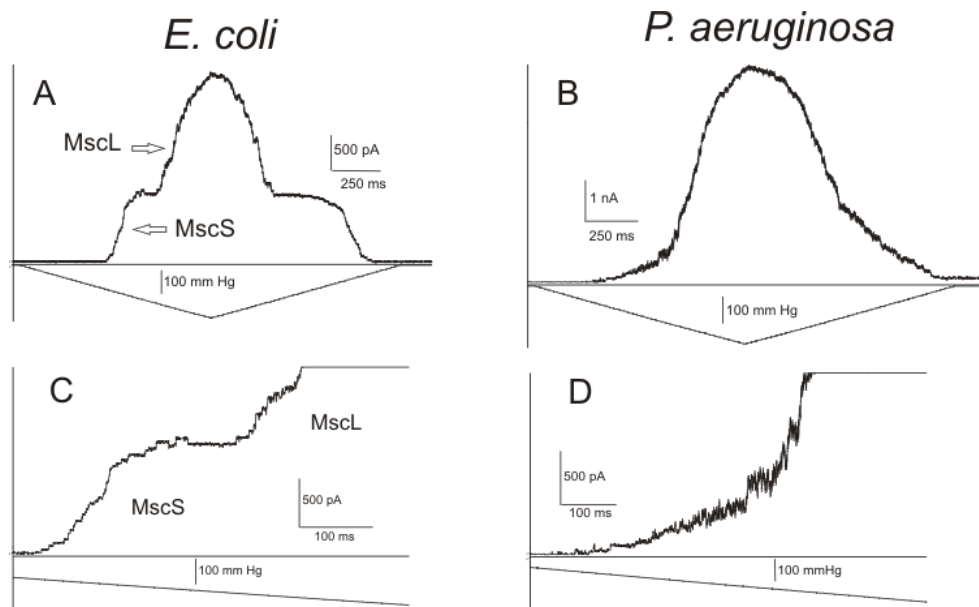 E. coli
P. aeruginosa
A
MscL
MscS
500 pA
250 ms
100 mm Hg
B
1 nA
250 ms
100 mm Hg
C
MscL
MscS
500 pA
100 ms
100 mm Hg
D
500 pA
100 ms
100 mmHg